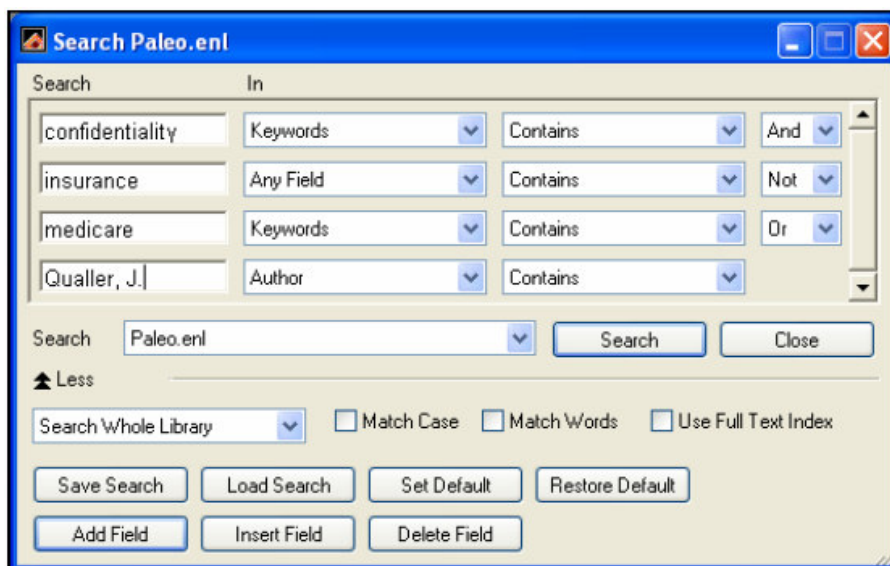 Search Paleo.enl
Search In
confidentiality Keywords Contains And
insurance Any Field Contains Not
medicare Keywords Contains Or
Qualler, J. Author Contains
Search Paleo.enl Search Close
Less
Search Whole Library Match Case Match Words Use Full Text Index
Save Search Load Search Set Default Restore Default
Add Field Insert Field Delete Field